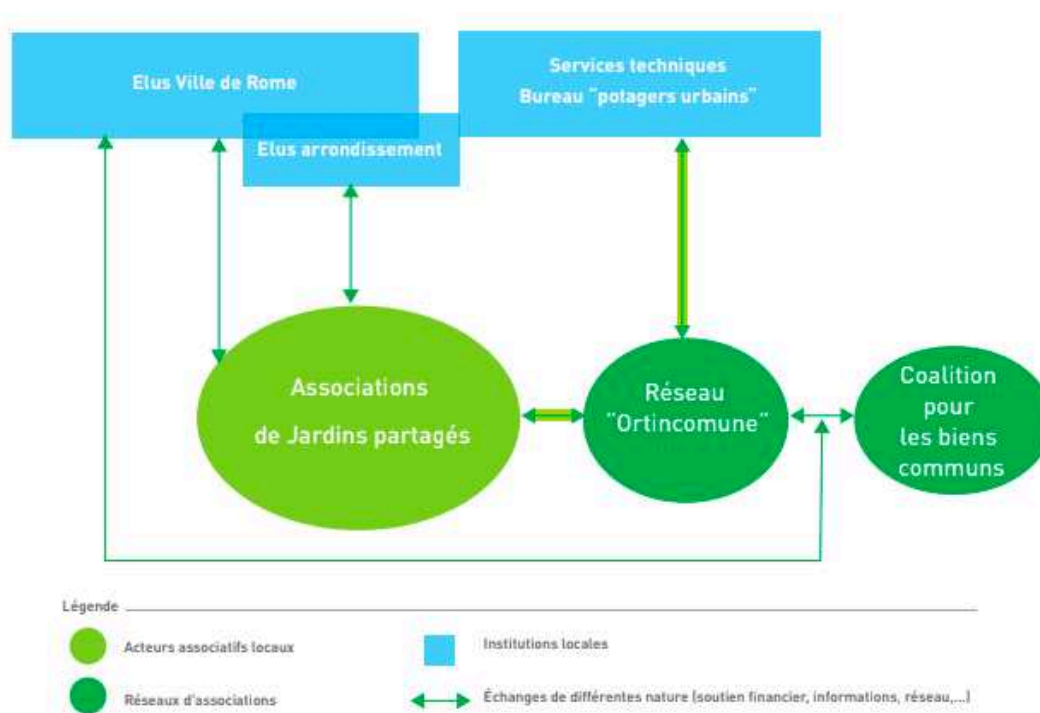 Elus Ville de Rome
Services techniques
Bureau "potagers urbains"
Elus arrondissement
Associations
de Jardins partagés
Réseau
"Ortincomune"
Coalition
pour
les biens
communs
Légende
Acteurs associatifs locaux
Institutions locales
Réseaux d'associations
Échanges de différentes nature (soutien financier, informations, réseau,...)